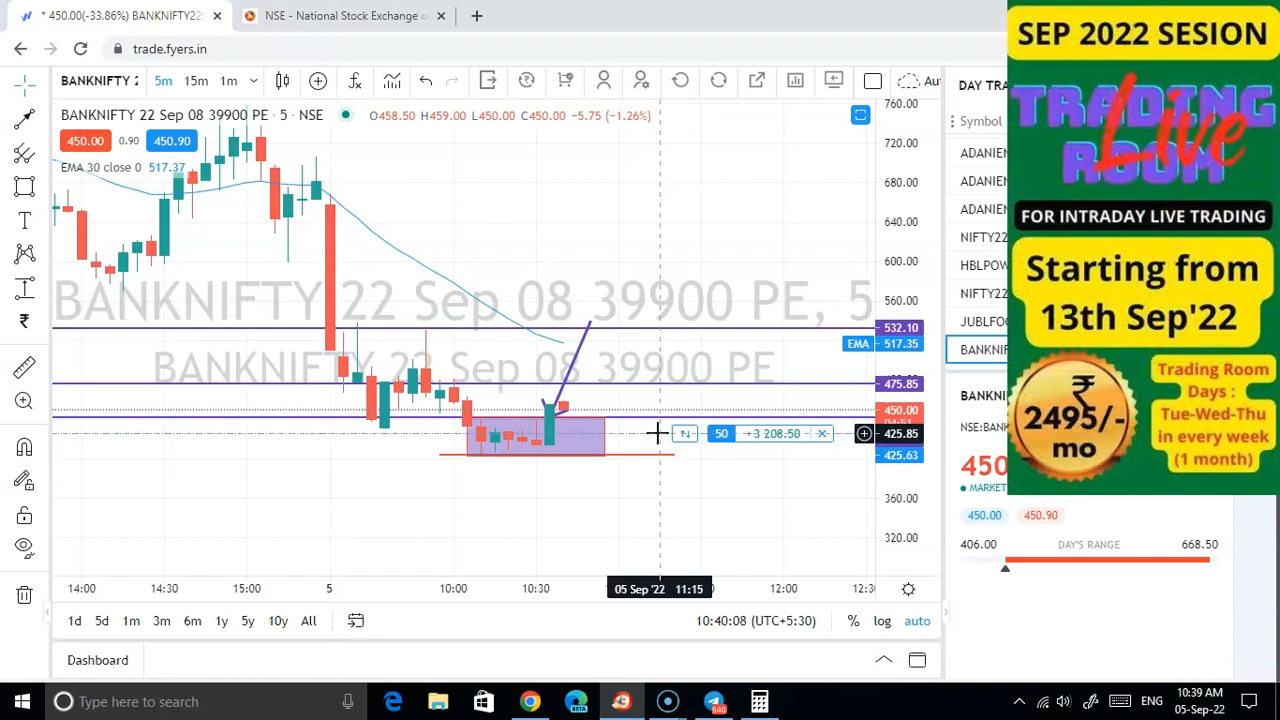 * 450.00(-33.86%) BANKNIFTY22
NSE - National Stock Exchange o
trade.fyers.in
BANKNIFTY 2
5m
15m
1m
Au
BANKNIFTY 22 Sep 08 39900 PE · 5 · NSE
O458.50 H459.00 L450.00 C450.00 -5.75 (-1.26%)
450.00
0.90
450.90
EMA 30 close 0 517.37
BANKNIFTY 22 Sep 08 39900 PE, 5
BANKNIFTY 22 Sep 08 39900 PE
760.00
720.00
680.00
640.00
600.00
560.00
532.10
EMA 517.35
475.85
450.00
425.85
425.63
360.00
320.00
50
+3 208.50
14:00
14:30
15:00
5
10:00
10:30
05 Sep '22 11:15
12:00
12:30
1d
5d
1m
3m
6m
1y
5y
10y
All
10:40:08 (UTC+5:30)
%
log
auto
Dashboard
DAY TRA
Symbol
ADANIEN
ADANIEN
ADANIEN
NIFTY22
HBLPOW
NIFTY22
JUBLFOO
BANKNIF
BANKNIF
NSE:BANK
450
MARKET
450.00
450.90
406.00
DAY'S RANGE
668.50
SEP 2022 SESION
TRADING
Live
ROOM
FOR INTRADAY LIVE TRADING
Starting from
13th Sep'22
₹
2495/-
mo
Trading Room
Days :
Tue-Wed-Thu
in every week
(1 month)
Type here to search
BETA
940
ENG
10:39 AM
05-Sep-22